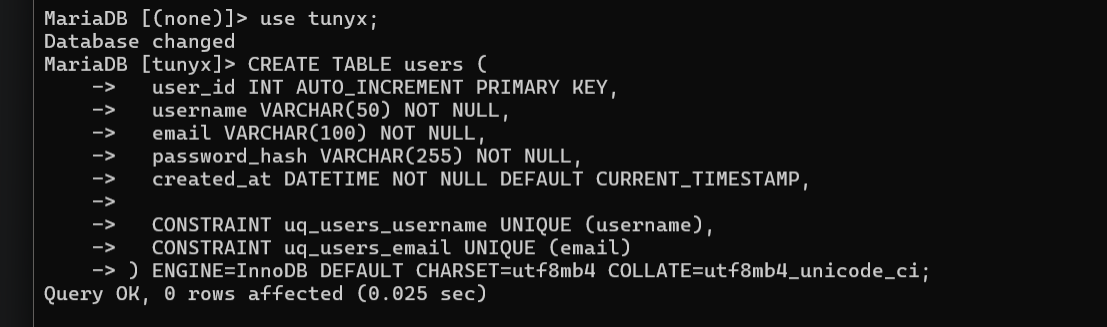 MariaDB [(none)]> use tunyx;
Database changed
MariaDB [tunyx]> CREATE TABLE users (
    ->   user_id INT AUTO_INCREMENT PRIMARY KEY,
    ->   username VARCHAR(50) NOT NULL,
    ->   email VARCHAR(100) NOT NULL,
    ->   password_hash VARCHAR(255) NOT NULL,
    ->   created_at DATETIME NOT NULL DEFAULT CURRENT_TIMESTAMP,
    ->
    ->   CONSTRAINT uq_users_username UNIQUE (username),
    ->   CONSTRAINT uq_users_email UNIQUE (email)
    -> ) ENGINE=InnoDB DEFAULT CHARSET=utf8mb4 COLLATE=utf8mb4_unicode_ci;
Query OK, 0 rows affected (0.025 sec)